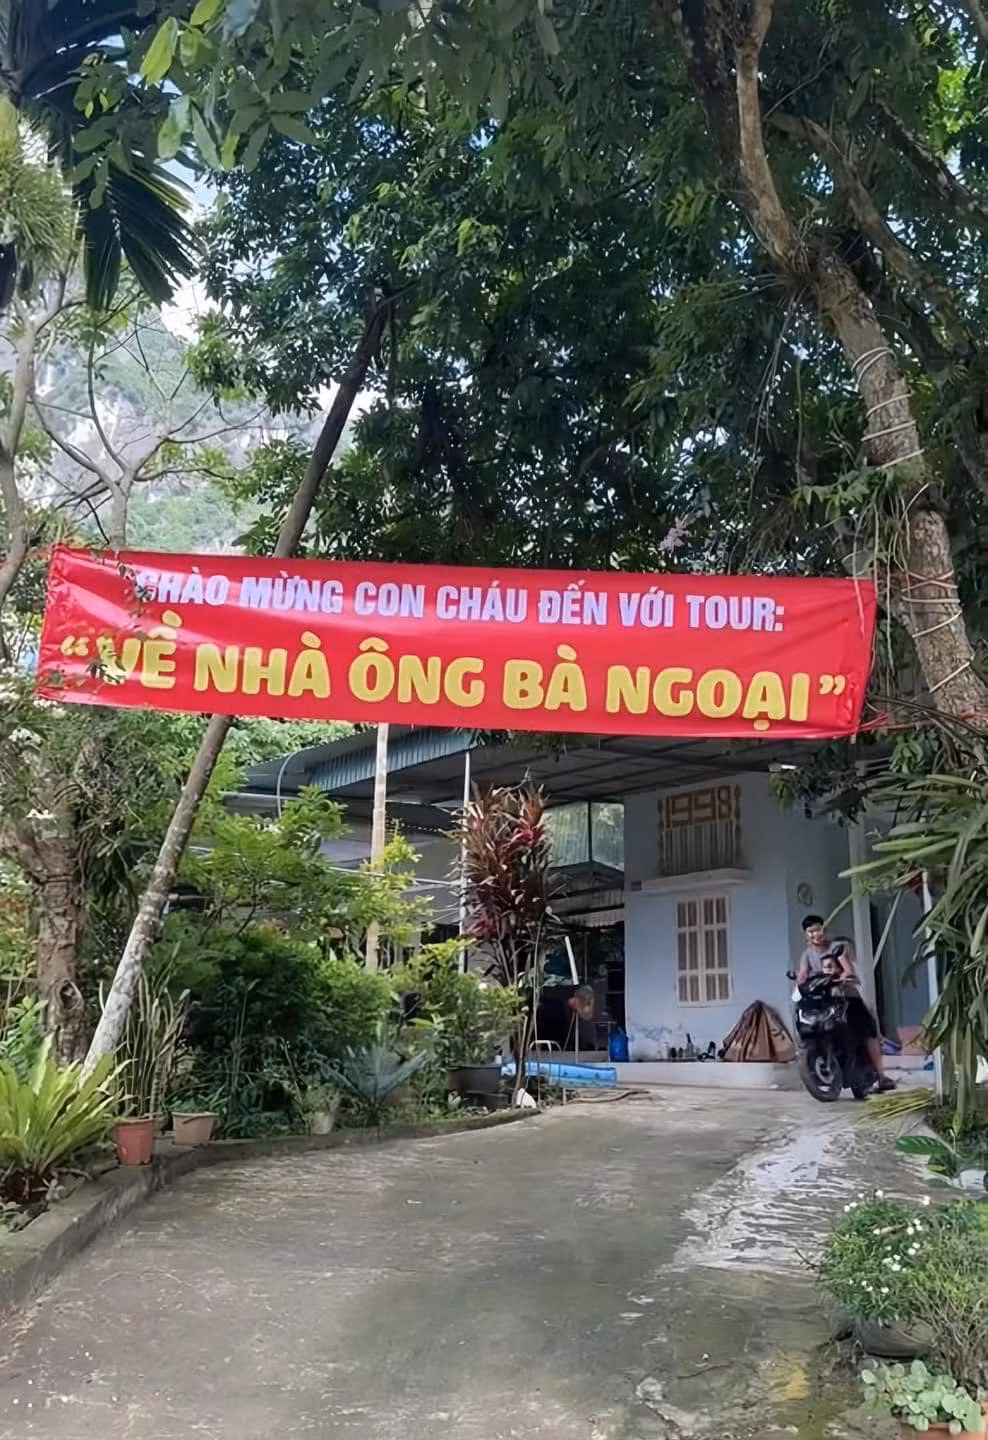 CHÀO MỪNG CON CHÁU ĐẾN VỚI TOUR:
“VỀ NHÀ ÔNG BÀ NGOẠI”
1998